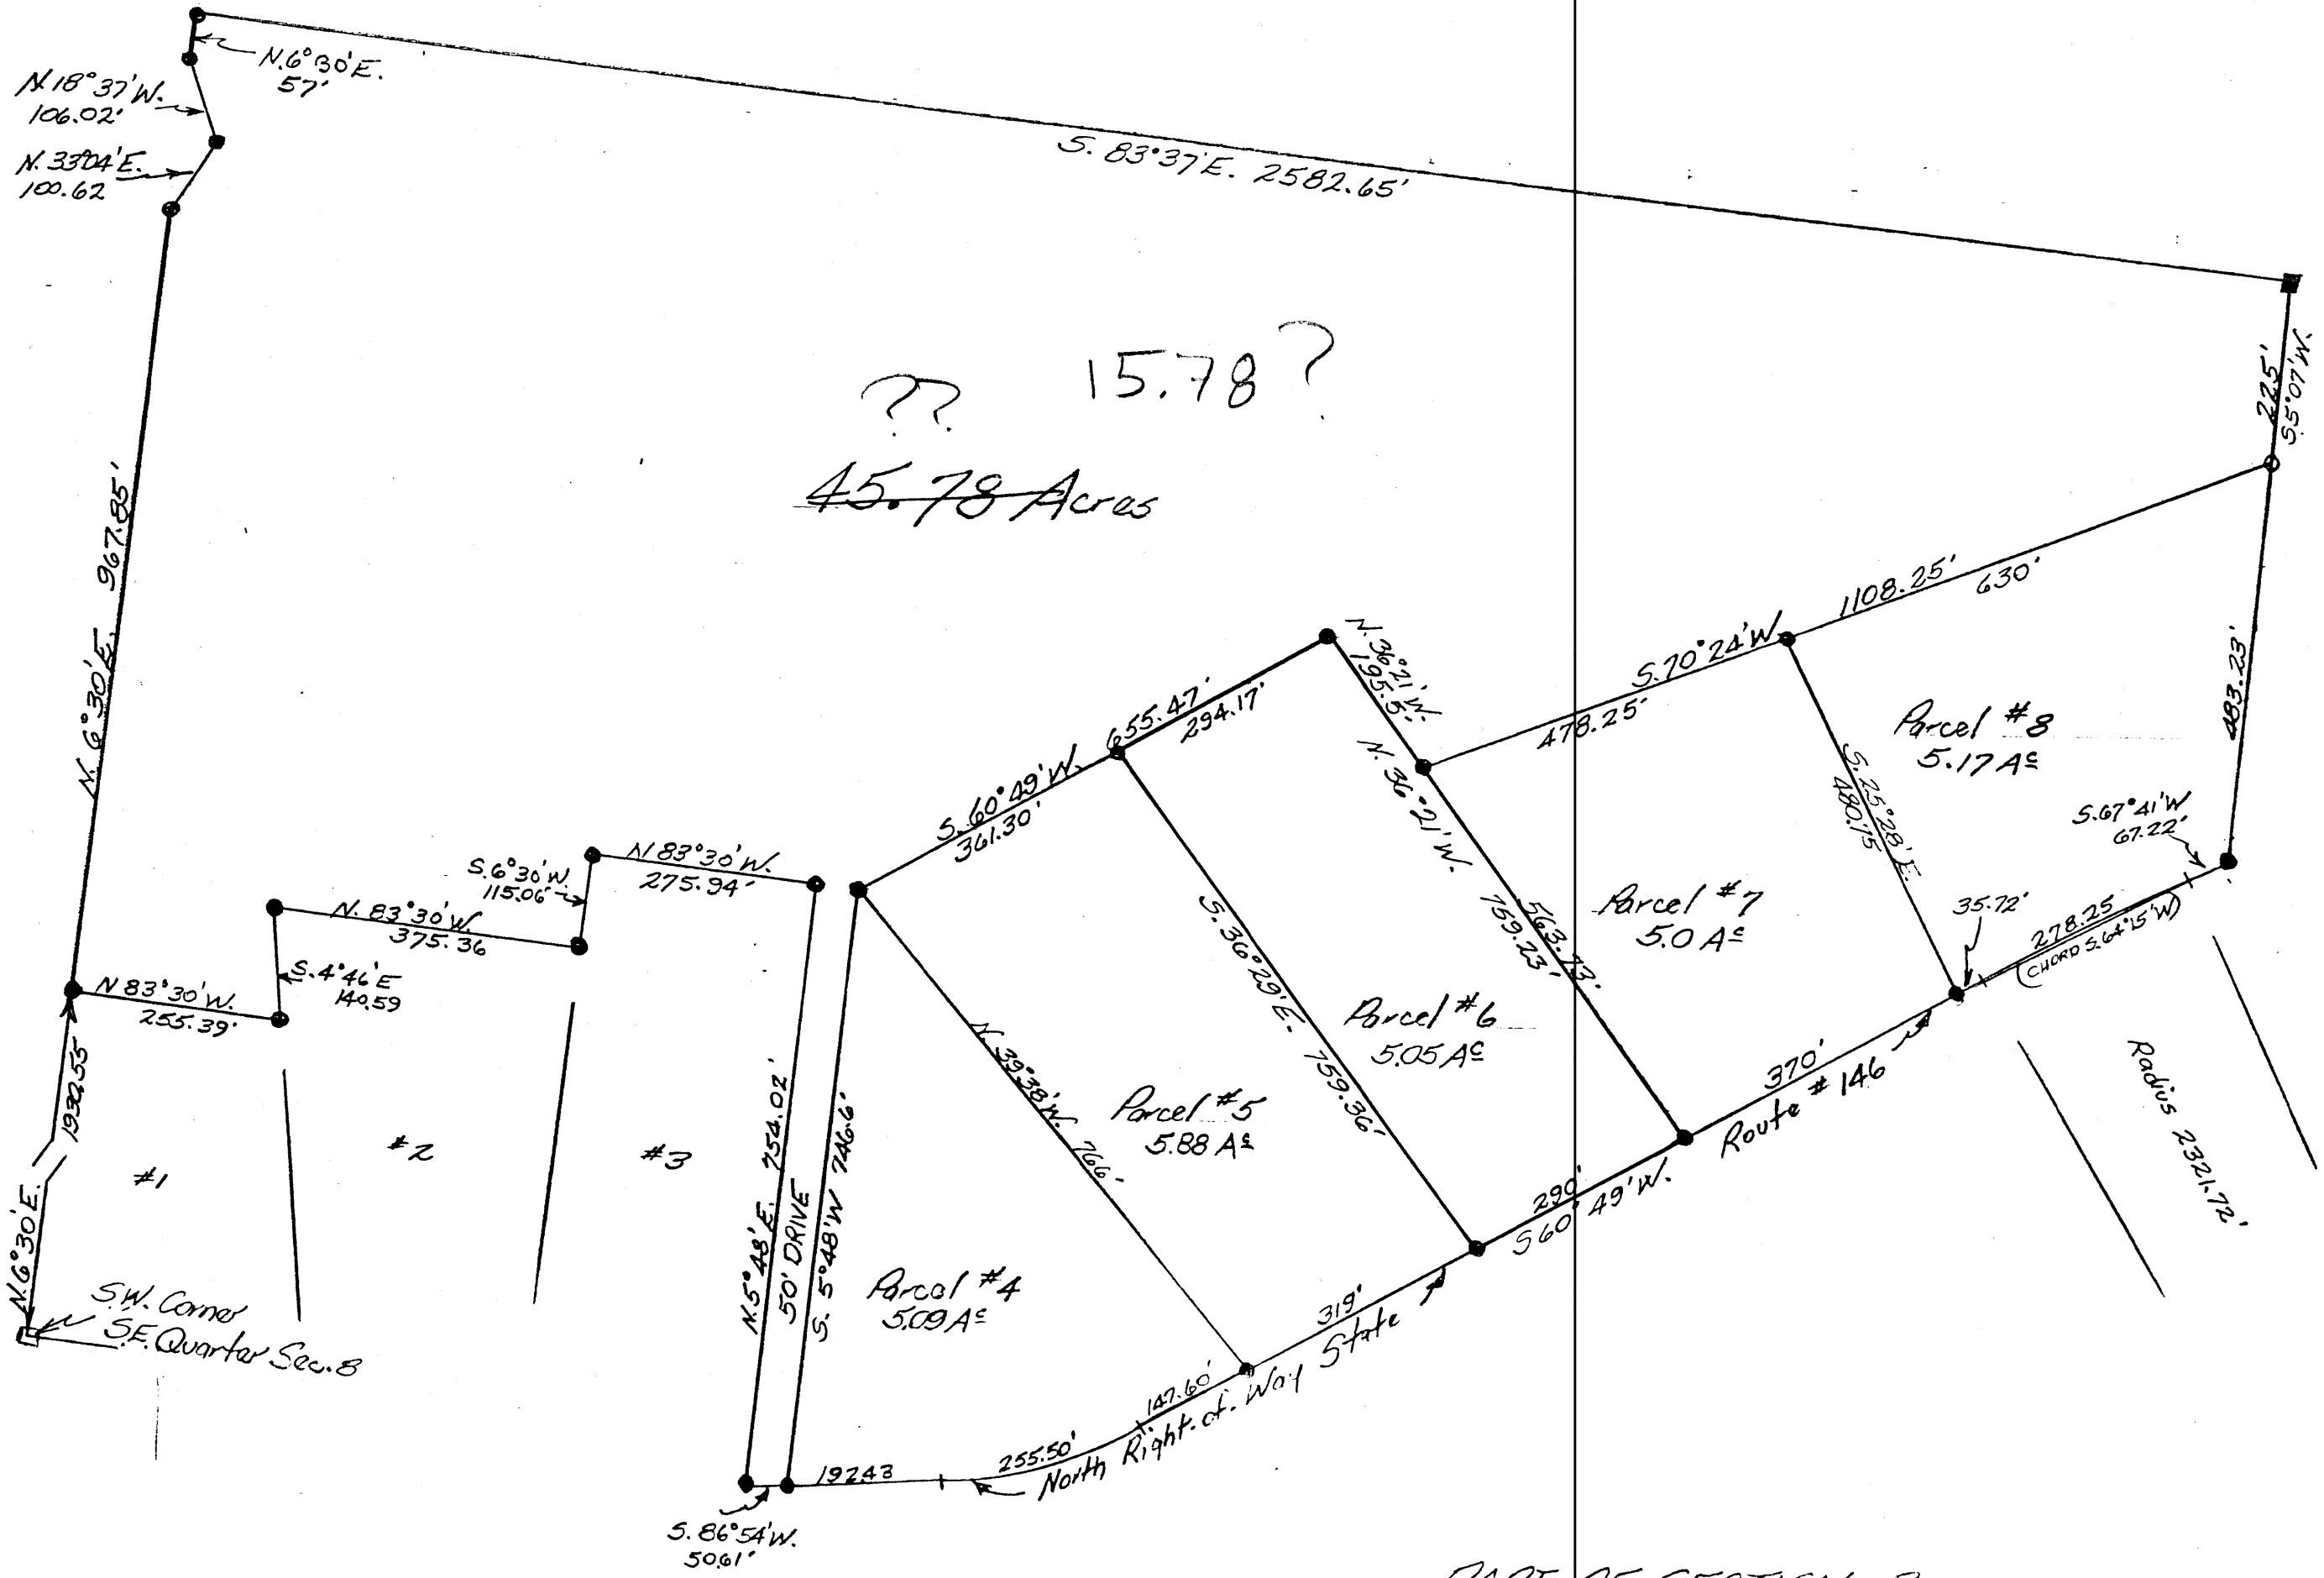 N.6°30'E.
57'
N.18°37'W.
106.02'
N.33°04'E.
100.62
S. 83°37'E. 2582.65'
225'
S5°07'W.
?? 15.78?
45.78 Acres
N. 6°30'E. 967.85'
1108.25'
630'
S.70°24'W.
478.25'
483.23'
N.36°21'W.
195.5'
655.47'
294.17'
S. 60°49'W.
361.30'
N. 36°21'W. 759.23'
563.73'
Parcel #8
5.17 Ac
S.25°28'E.
480.75
S.67°41'W
67.22'
35.72'
278.25
(CHORD S.64°15'W)
N 83°30'W.
275.94'
S.6°30'W.
115.06'
N. 83°30'W.
375.36
S.4°46'E
140.59
N 83°30'W.
255.39'
Parcel #7
5.0 Ac
S. 36°29'E. 759.36'
Parcel #6
5.05 Ac
N. 39°38'W. 766'
Parcel #5
5.88 Ac
370'
Route #146
Radius 2321.72'
N.6°30'E.
#1
#2
#3
N.5°48'E. 754.02'
50' DRIVE
S. 5°48'W 746.6'
Parcel #4
5.09 Ac
290'
S 60° 49'W.
319'
147.60'
North Right-of-Way State
255.50'
192.43
S. 86°54'W.
50.61'
S.W. Corner
S.E. Quarter Sec. 8
PART OF SECTION 8